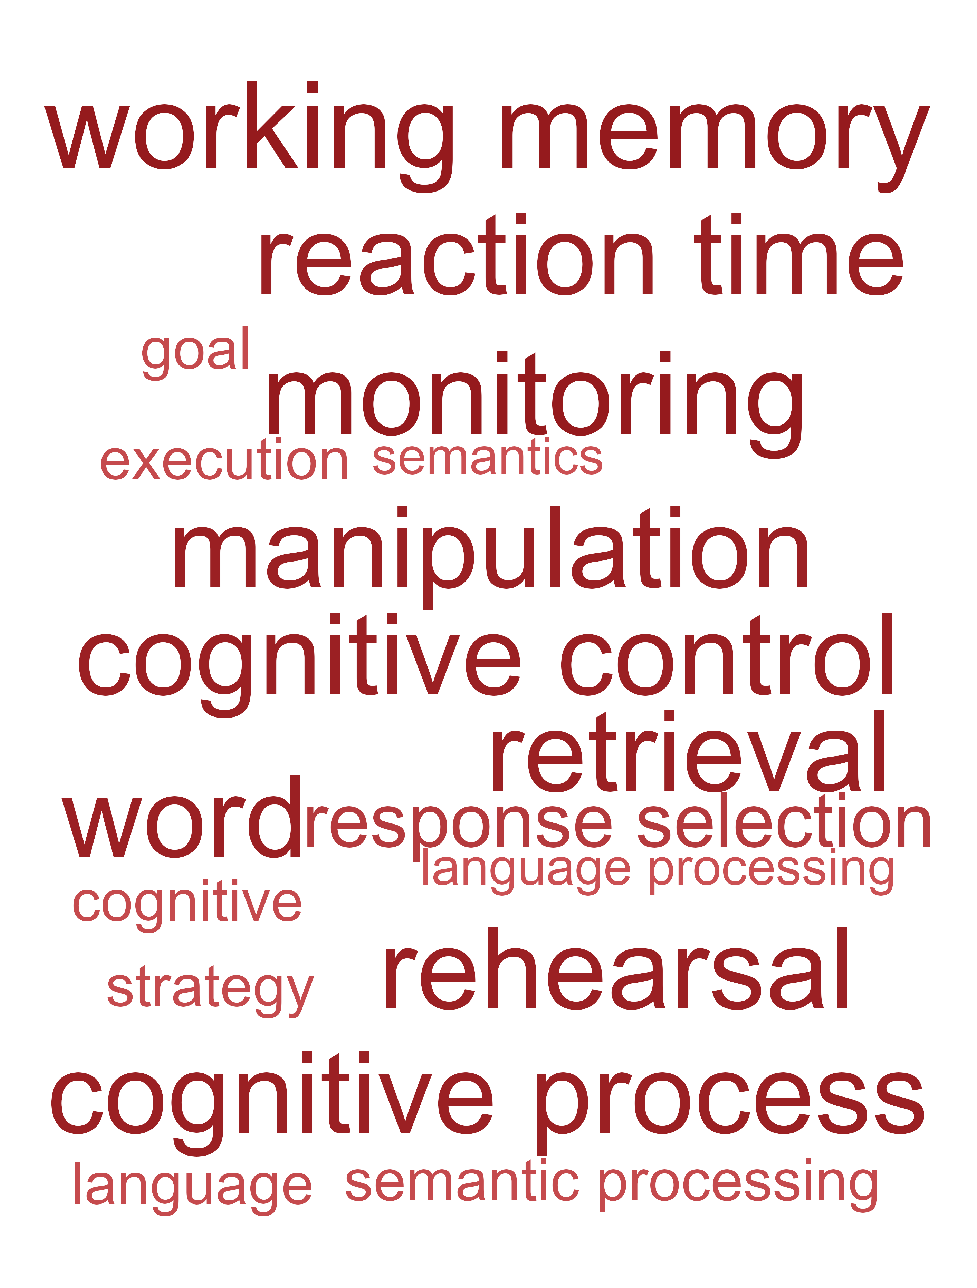 working memory
reaction time
goal
monitoring
execution semantics
manipulation
cognitive control
retrieval
word
response selection
language processing
cognitive
rehearsal
strategy
cognitive process
language semantic processing